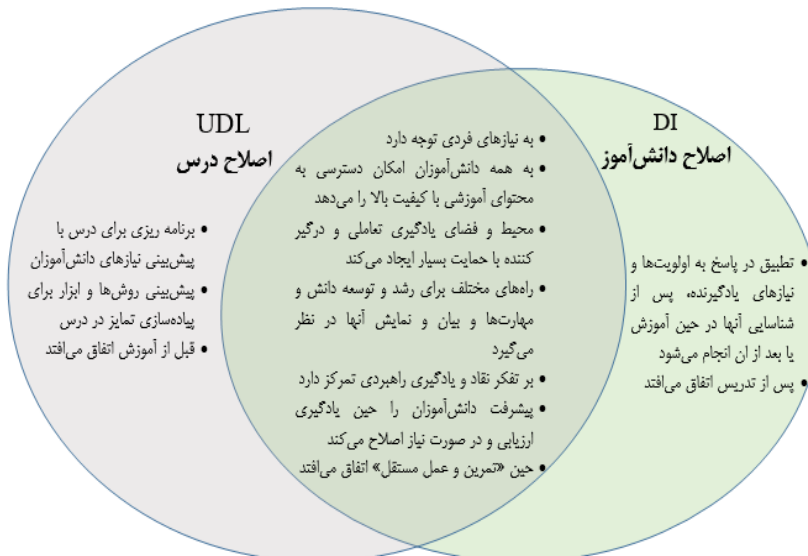 UDL
اصلاح درس
• برنامه ریزی برای درس با
پیش‌بینی نیازهای دانش‌آموزان
• پیش‌بینی روش‌ها و ابزار برای
پیاده‌سازی تمایز در درس
• قبل از آموزش اتفاق می‌افتد
• به نیازهای فردی توجه دارد
• به همه دانش‌آموزان امکان دسترسی به
محتوای آموزشی با کیفیت بالا را می‌دهد
• محیط و فضای یادگیری تعاملی و درگیر
کننده با حمایت بسیار ایجاد می‌کند
• راه‌های مختلف برای رشد و توسعه دانش و
مهارت‌ها و بیان و نمایش آنها در نظر
می‌گیرد
• بر تفکر نقاد و یادگیری راهبردی تمرکز دارد
• پیشرفت دانش‌آموزان را حین یادگیری
ارزیابی و در صورت نیاز اصلاح می‌کند
• حین «تمرین و عمل مستقل» اتفاق می‌افتد
DI
اصلاح دانش‌آموز
• تطبیق در پاسخ به اولویت‌ها و
نیازهای یادگیرنده، پس از
شناسایی آنها در حین آموزش
یا بعد از ان انجام می‌شود
• پس از تدریس اتفاق می‌افتد